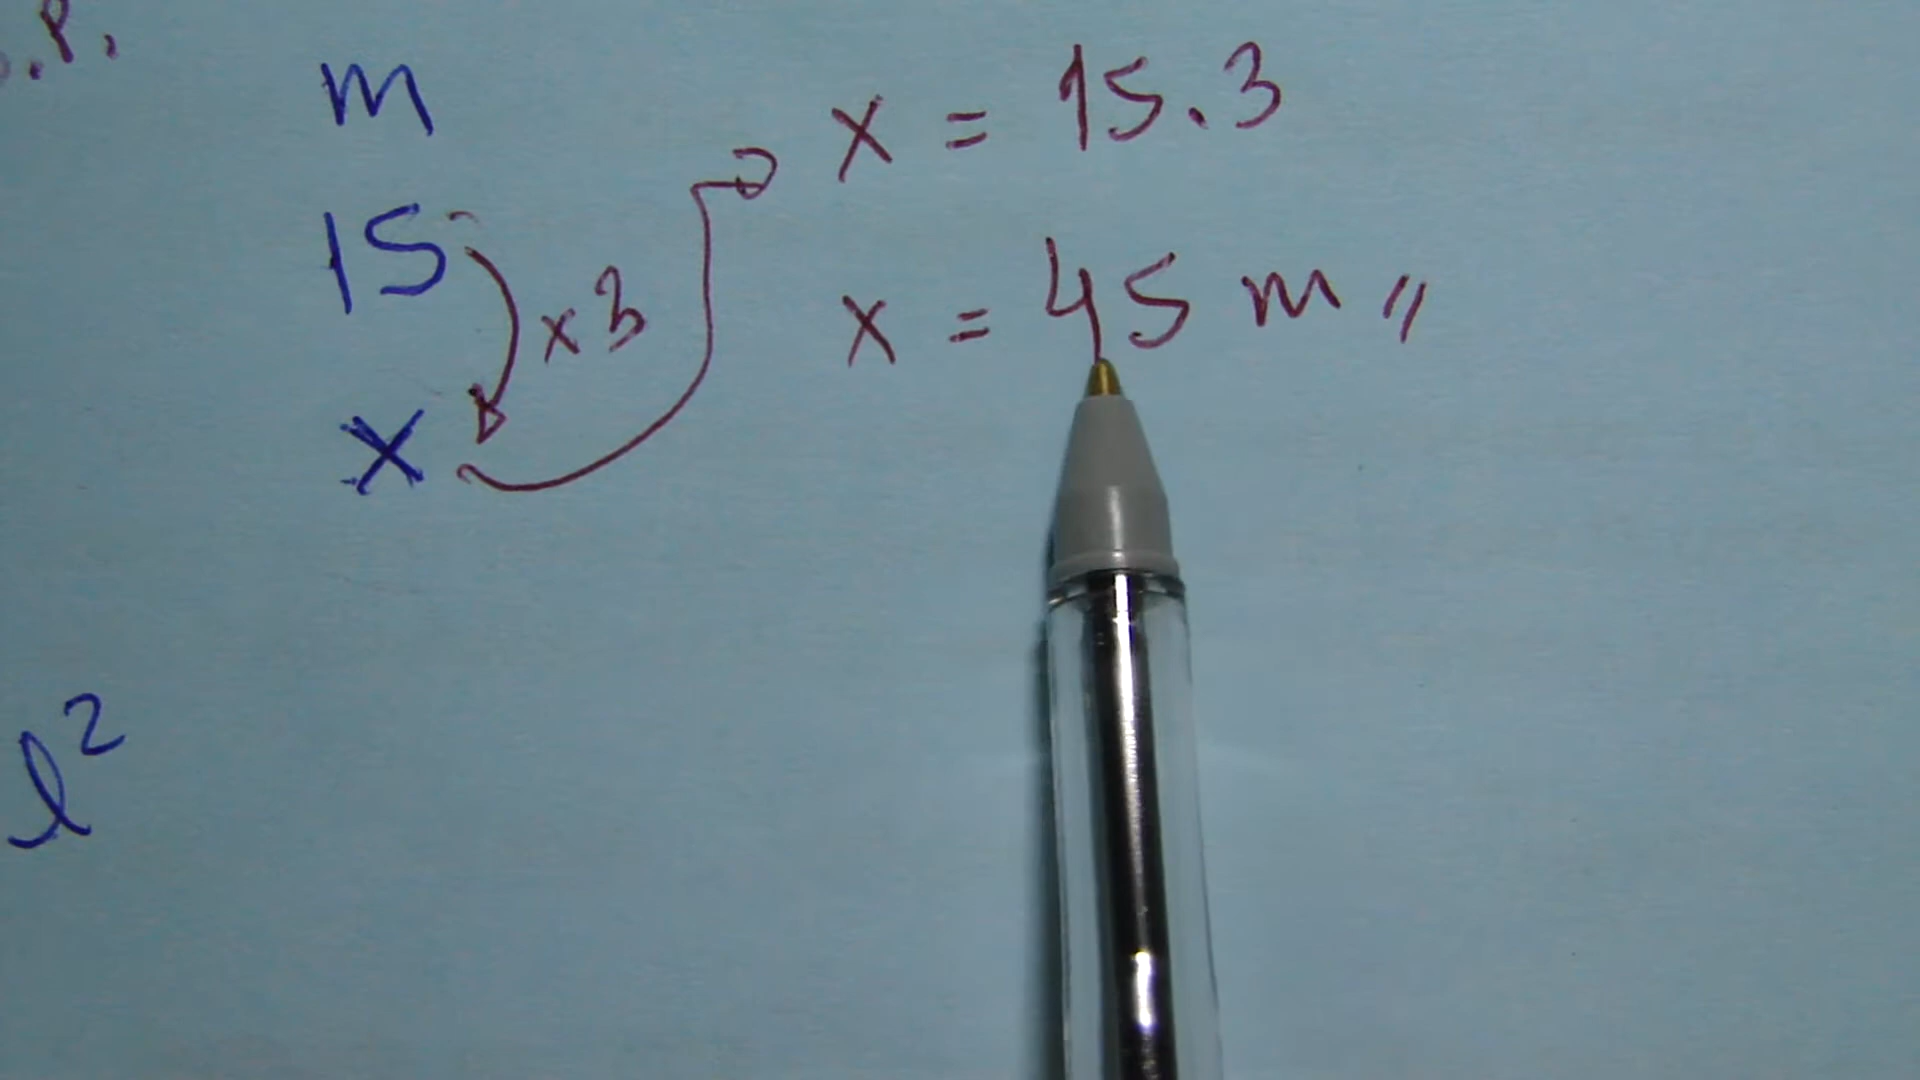 .P.
m
x = 15.3
15
x3
x = 45 m //
x
l²